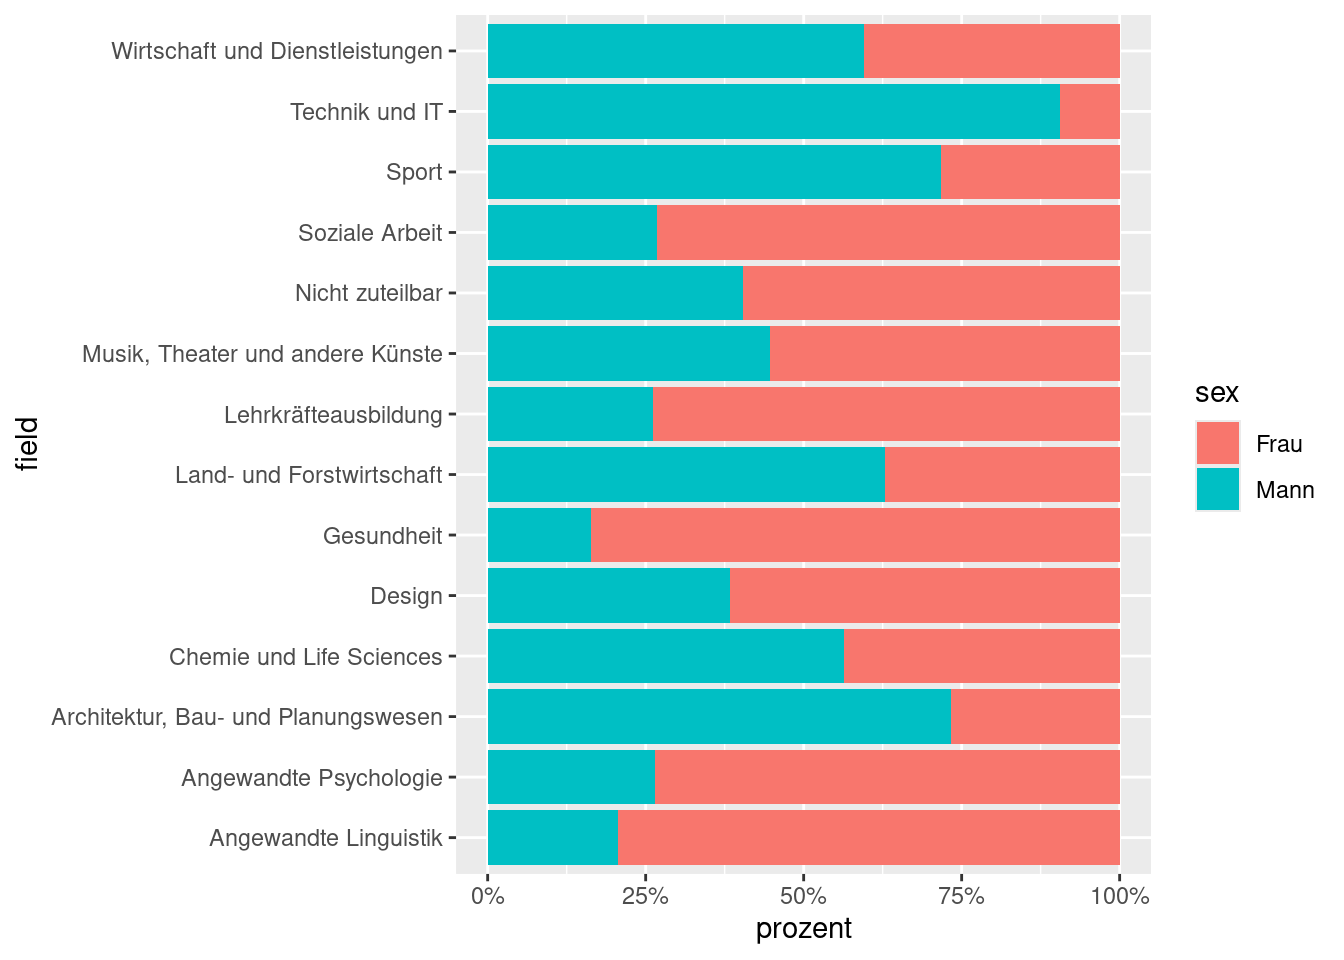 Wirtschaft und Dienstleistungen
Technik und IT
Sport
Soziale Arbeit
Nicht zuteilbar
Musik, Theater und andere Künste
Lehrkräfteausbildung
Land- und Forstwirtschaft
Gesundheit
Design
Chemie und Life Sciences
Architektur, Bau- und Planungswesen
Angewandte Psychologie
Angewandte Linguistik
field
0% 25% 50% 75% 100%
prozent
sex
Frau
Mann